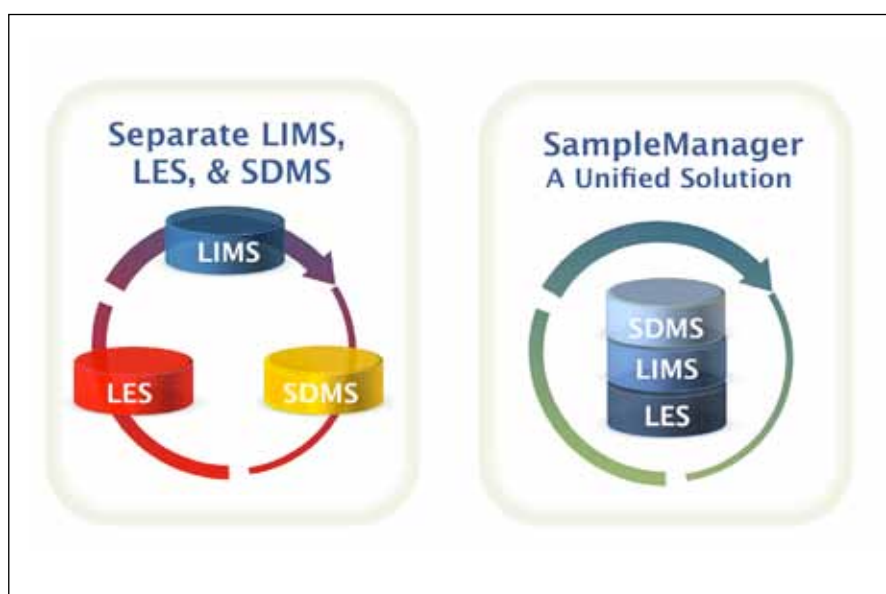 Separate LIMS,
LES, & SDMS
LIMS
LES
SDMS
SampleManager
A Unified Solution
SDMS
LIMS
LES